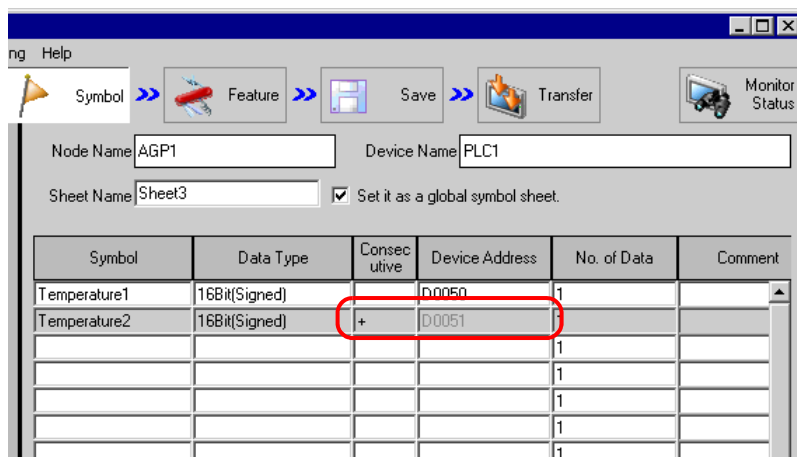 ng Help
Symbol Feature Save Transfer Monitor Status
Node Name AGP1 Device Name PLC1
Sheet Name Sheet3 Set it as a global symbol sheet.
Symbol Data Type Consecutive Device Address No. of Data Comment
Temperature1 16Bit(Signed) D0050 1
Temperature2 16Bit(Signed) + D0051 1
1
1
1
1
1